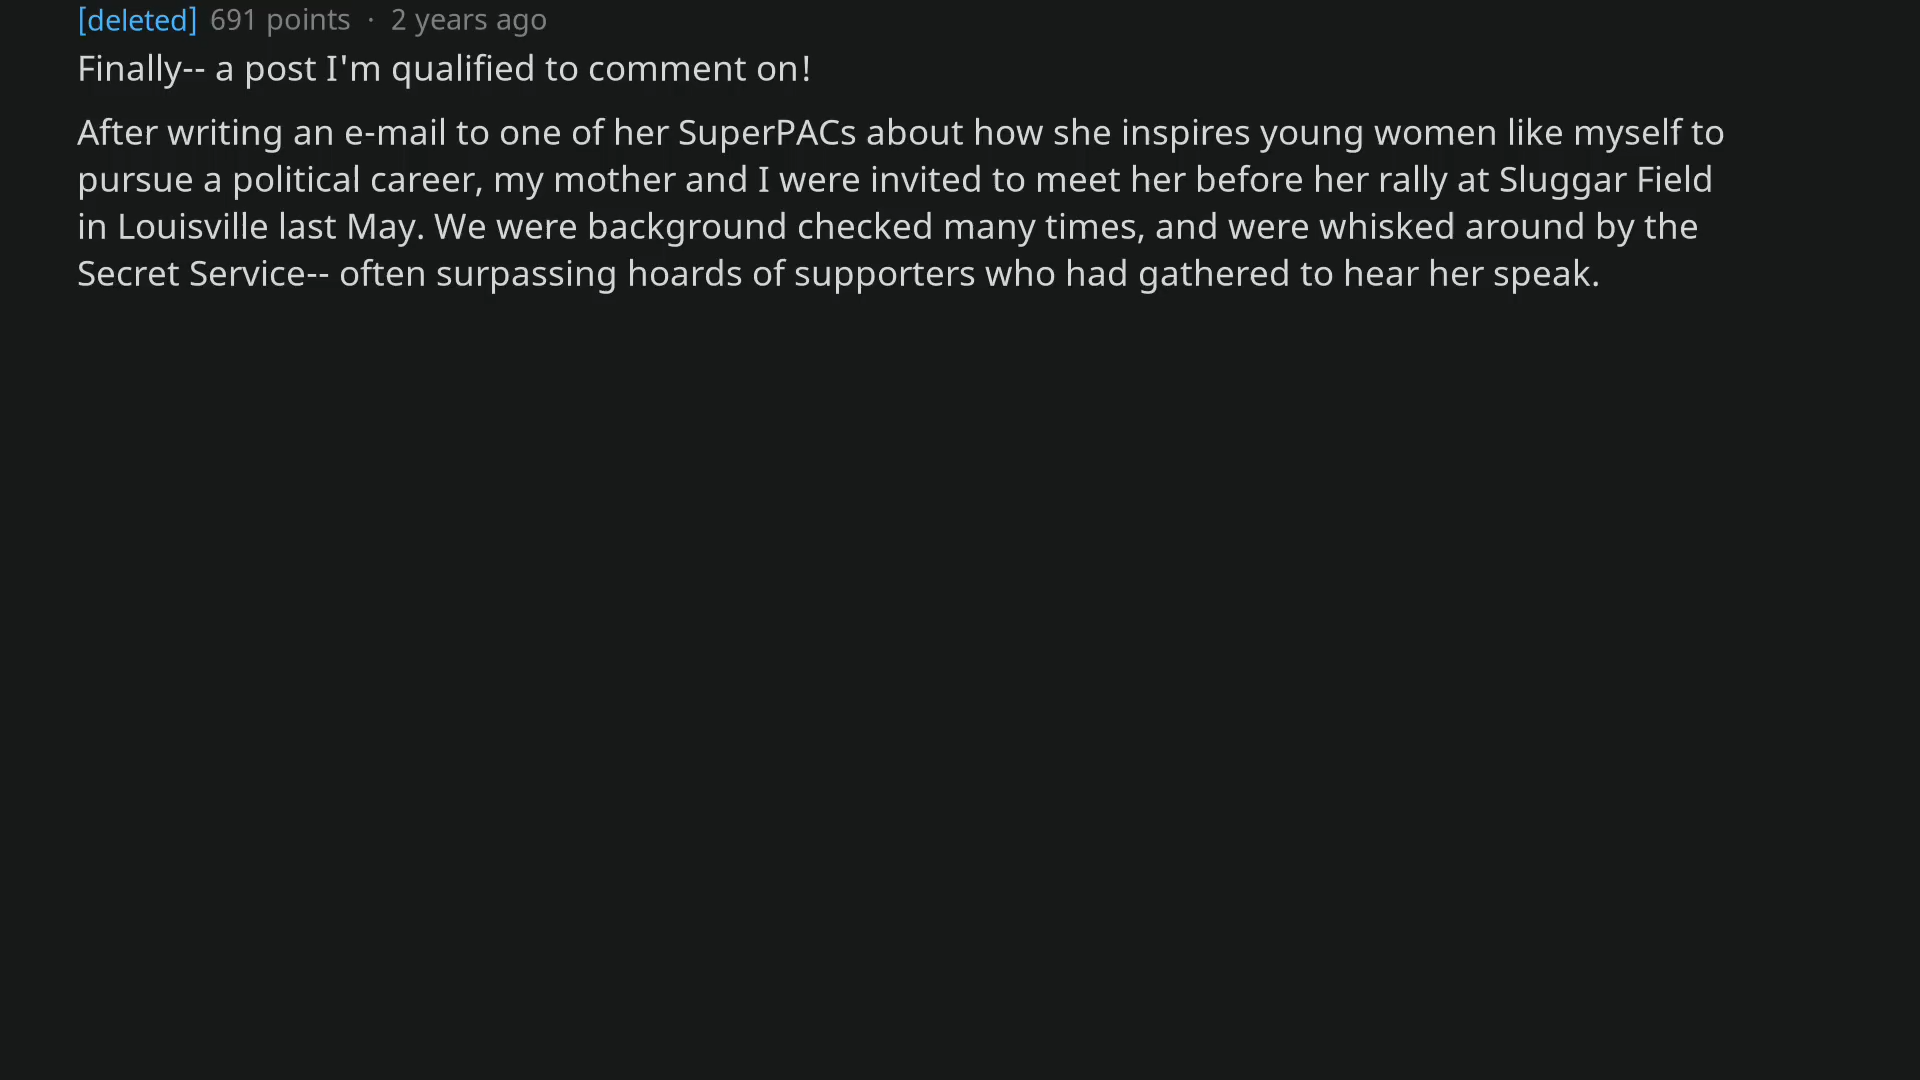 [deleted] 691 points · 2 years ago
Finally-- a post I'm qualified to comment on!
After writing an e-mail to one of her SuperPACs about how she inspires young women like myself to
pursue a political career, my mother and I were invited to meet her before her rally at Sluggar Field
in Louisville last May. We were background checked many times, and were whisked around by the
Secret Service-- often surpassing hoards of supporters who had gathered to hear her speak.